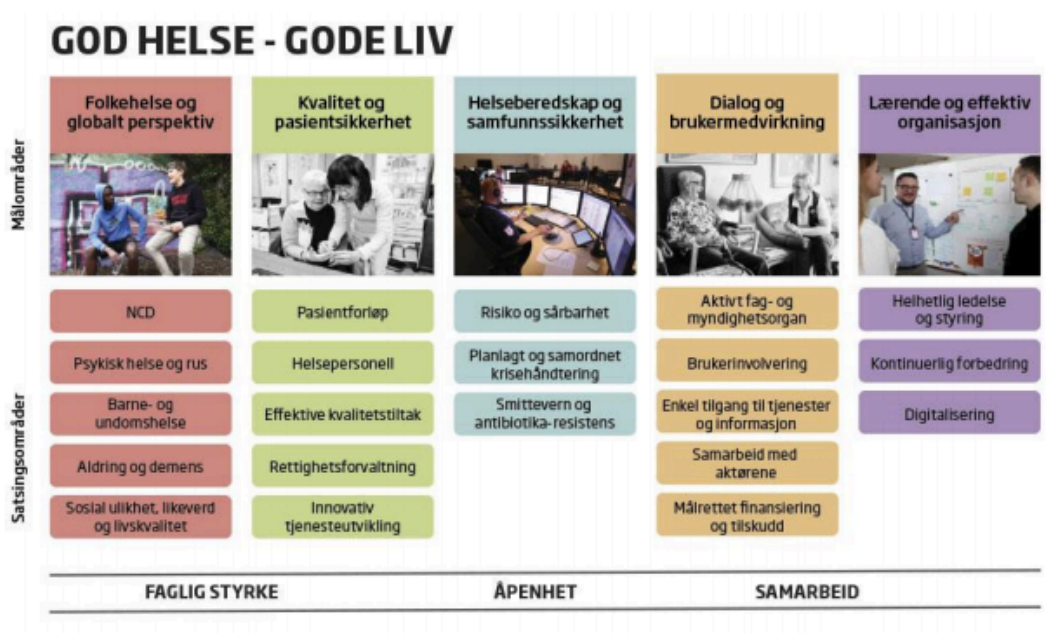 GOD HELSE - GODE LIV
Målområder
Folkehelse og
globalt perspektiv
Kvalitet og
pasientsikkerhet
Helseberedskap og
samfunnssikkerhet
Dialog og
brukermedvirkning
Lærende og effektiv
organisasjon
Satsingsområder
NCD
Psykisk helse og rus
Barne- og
undomshelse
Aldring og demens
Sosial ulikhet, likeverd
og livskvalitet
Pasientforløp
Helsepersonell
Effektive kvalitetstiltak
Rettighetsforvaltning
Innovativ
tjenesteutvikling
Risiko og sårbarhet
Planlagt og samordnet
krisehåndtering
Smittevern og
antibiotika-resistens
Aktivt fag- og
myndighetsorgan
Brukerinvolvering
Enkel tilgang til tjenester
og informasjon
Samarbeid med
aktørene
Målrettet finansiering
og tilskudd
Helhetlig ledelse
og styring
Kontinuerlig forbedring
Digitalisering
FAGLIG STYRKE
ÅPENHET
SAMARBEID